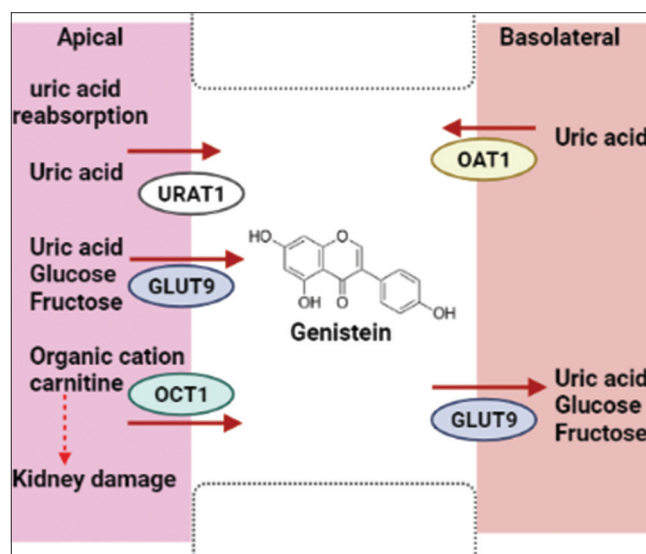 Apical
uric acid
reabsorption
Uric acid
URAT1
Uric acid
Glucose
Fructose
GLUT9
Organic cation
carnitine
OCT1
Kidney damage
HO
O
OH
O
OH
Genistein
Basolateral
Uric acid
OAT1
Uric acid
Glucose
Fructose
GLUT9